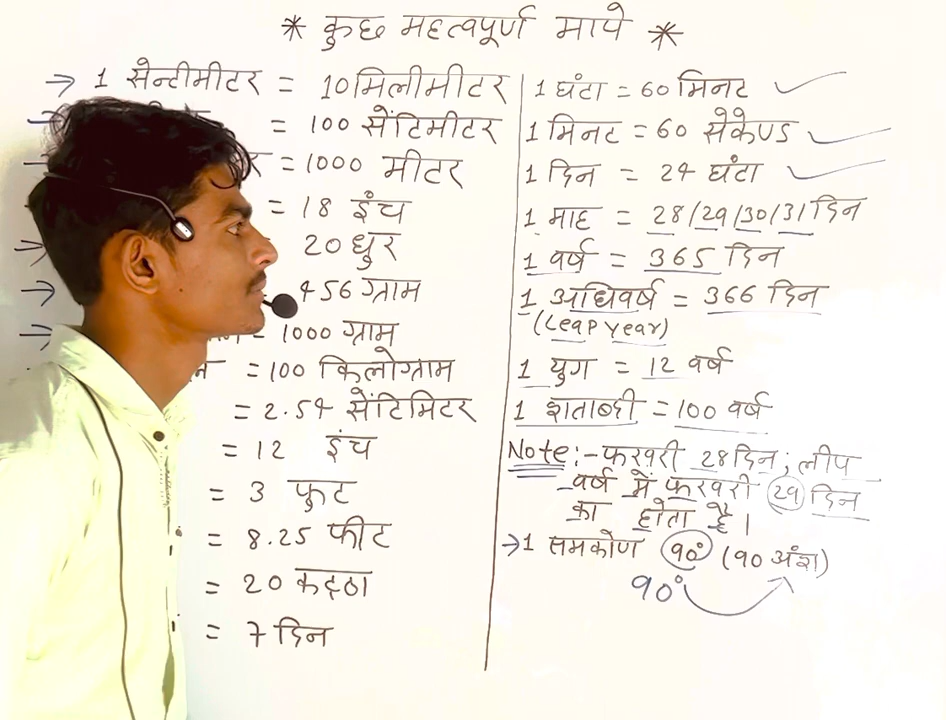 * कुछ महत्वपूर्ण मापे *
→ 1 सेन्टीमीटर = 10 मिलीमीटर
= 100 सेंटिमीटर
= 1000 मीटर
= 18 इंच
20 धुर
456 ग्राम
= 1000 ग्राम
= 100 किलोग्राम
= 2.54 सेंटिमिटर
= 12 इंच
= 3 फुट
= 8.25 फीट
= 20 कट्ठा
= 7 दिन
1 घंटा = 60 मिनट
1 मिनट = 60 सेकेण्ड
1 दिन = 24 घंटा
1 माह = 28/29/30/31 दिन
1 वर्ष = 365 दिन
1 अधिवर्ष = 366 दिन
(Leap Year)
1 युग = 12 वर्ष
1 शताब्दी = 100 वर्ष
Note:- फरवरी 28 दिन; लीप
वर्ष में फरवरी 29 दिन
का होता है।
→ 1 समकोण 90° (90 अंश)
90°